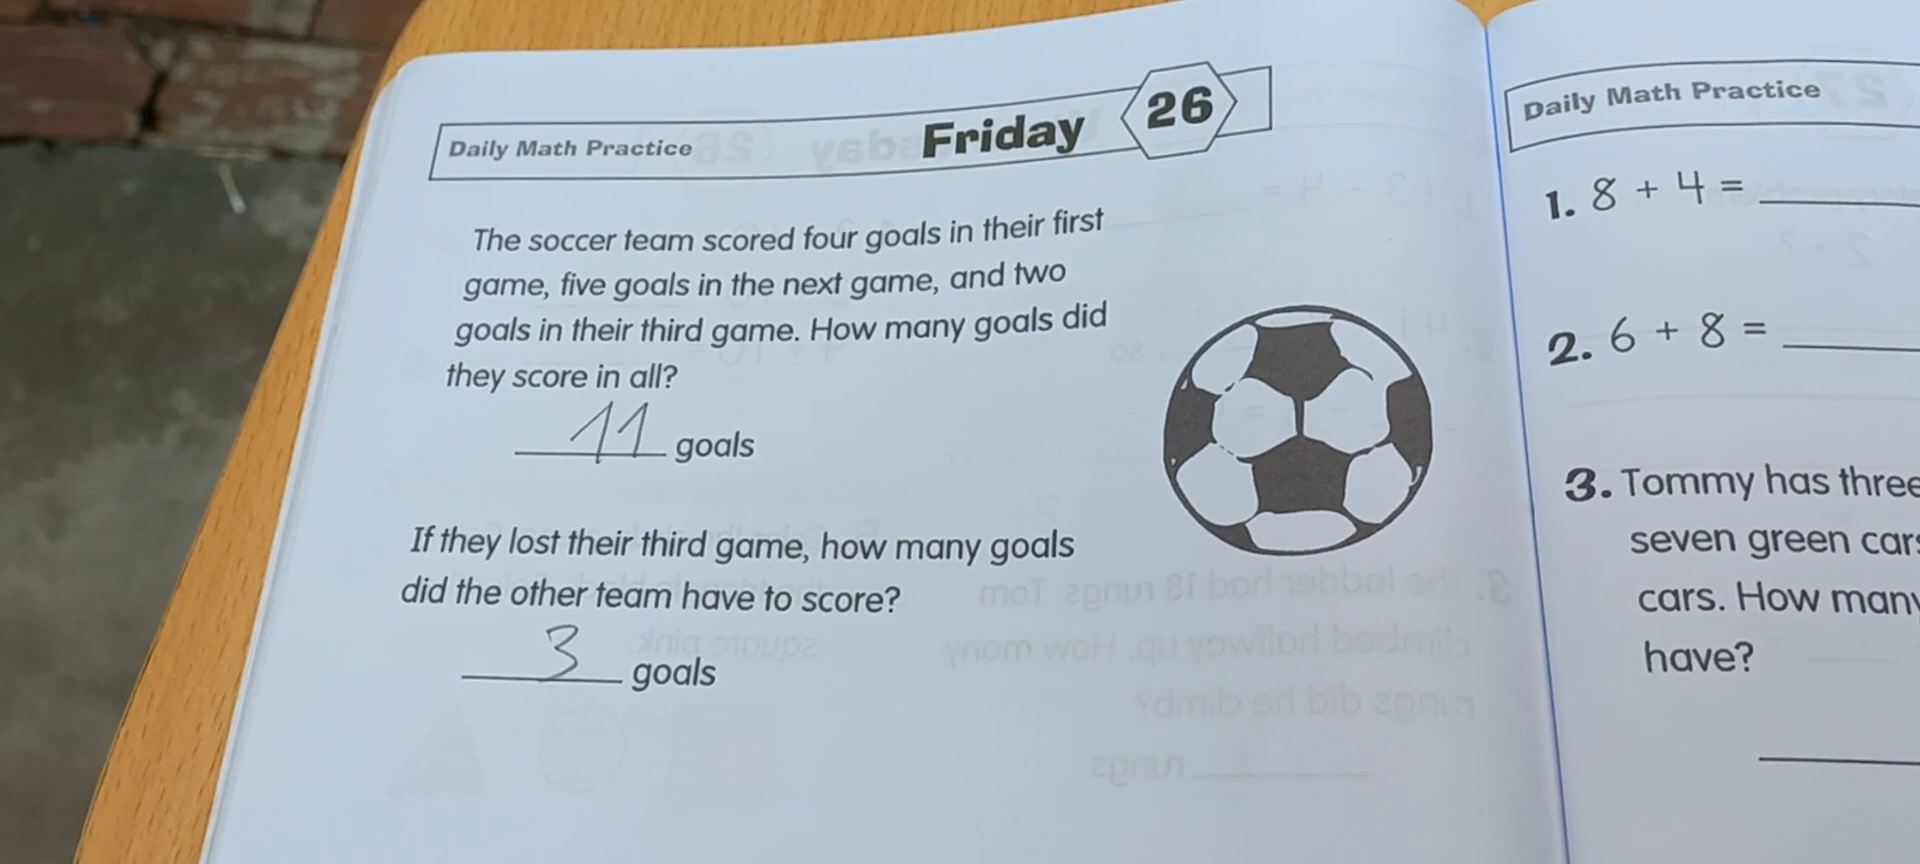 Daily Math Practice
Friday
26
The soccer team scored four goals in their first
game, five goals in the next game, and two
goals in their third game. How many goals did
they score in all?
11 goals
If they lost their third game, how many goals
did the other team have to score?
3 goals
Daily Math Practice
1. 8 + 4 =
2. 6 + 8 =
3. Tommy has three
seven green cars
cars. How many
have?